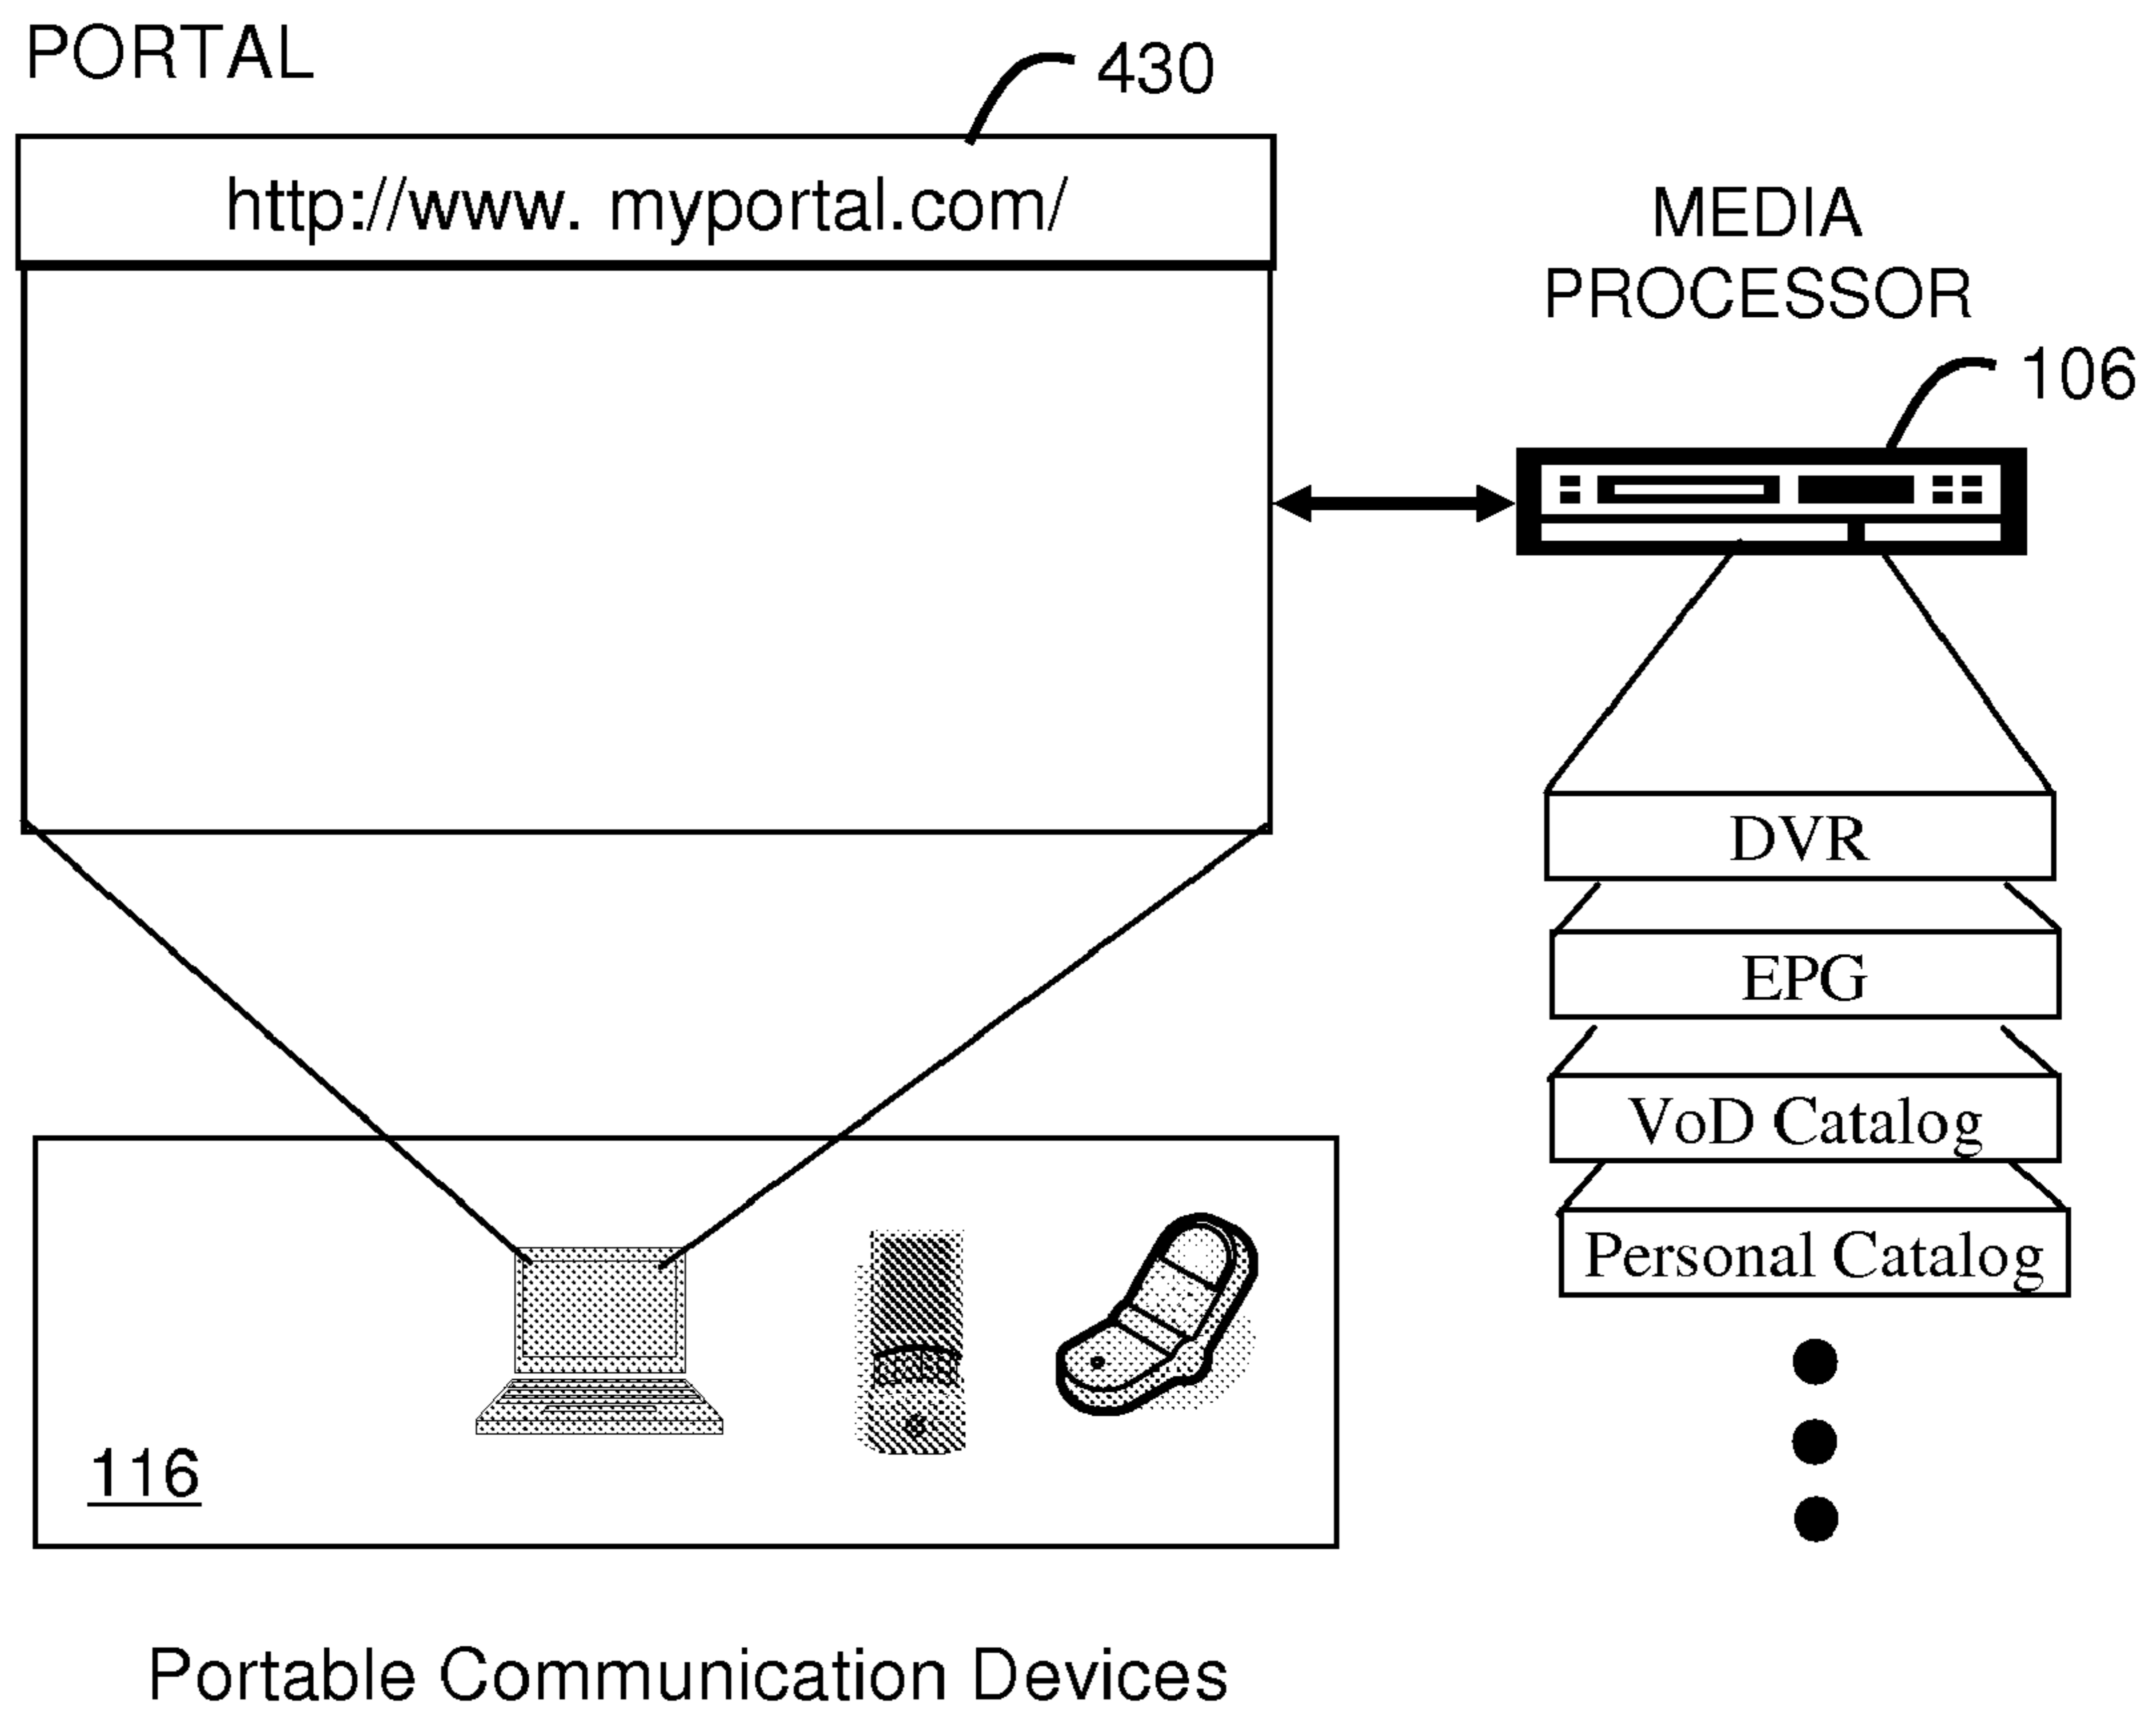 PORTAL
430
http://www. myportal.com/
MEDIA
PROCESSOR
106
DVR
EPG
VoD Catalog
Personal Catalog
116
Portable Communication Devices